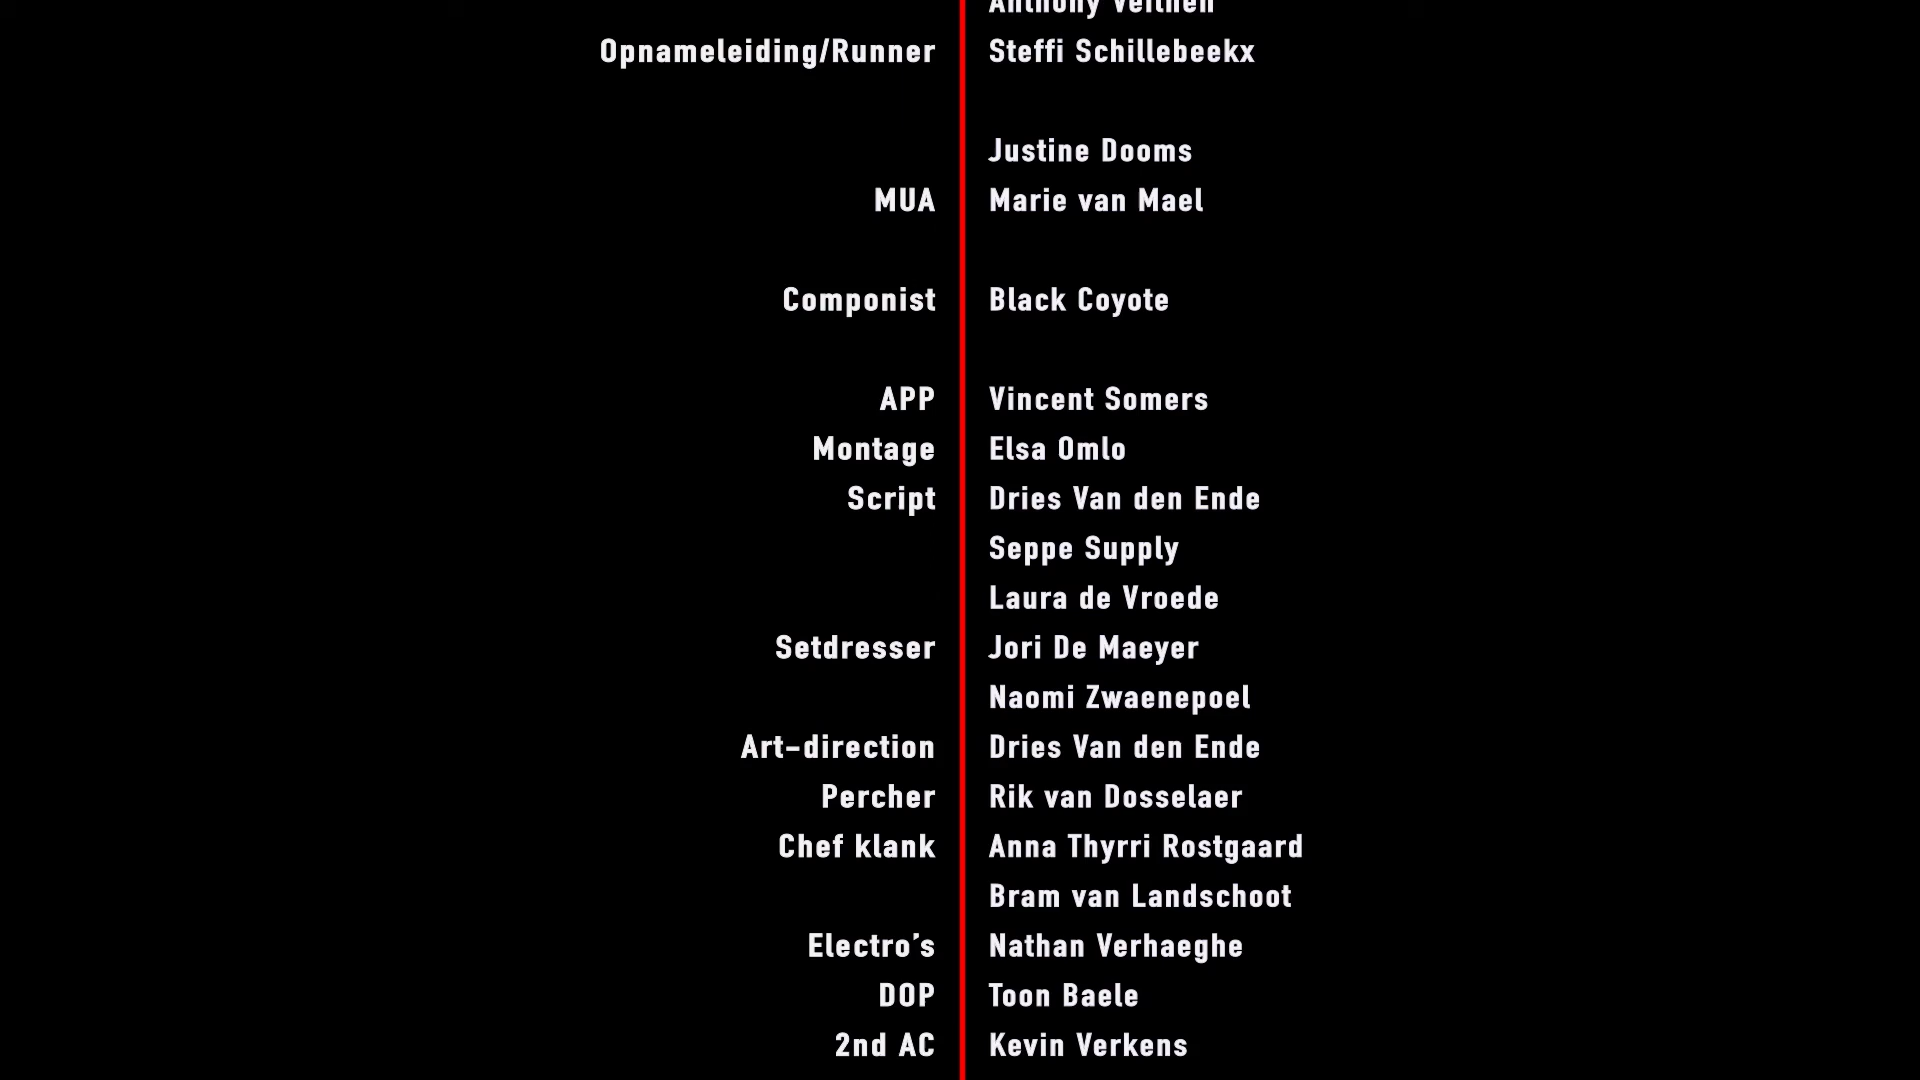 Anthony Velthen
Opnameleiding/Runner Steffi Schillebeekx
Justine Dooms
MUA Marie van Mael
Componist Black Coyote
APP Vincent Somers
Montage Elsa Omlo
Script Dries Van den Ende
Seppe Supply
Laura de Vroede
Setdresser Jori De Maeyer
Naomi Zwaenepoel
Art-direction Dries Van den Ende
Percher Rik van Dosselaer
Chef klank Anna Thyrri Rostgaard
Bram van Landschoot
Electro’s Nathan Verhaeghe
DOP Toon Baele
2nd AC Kevin Verkens